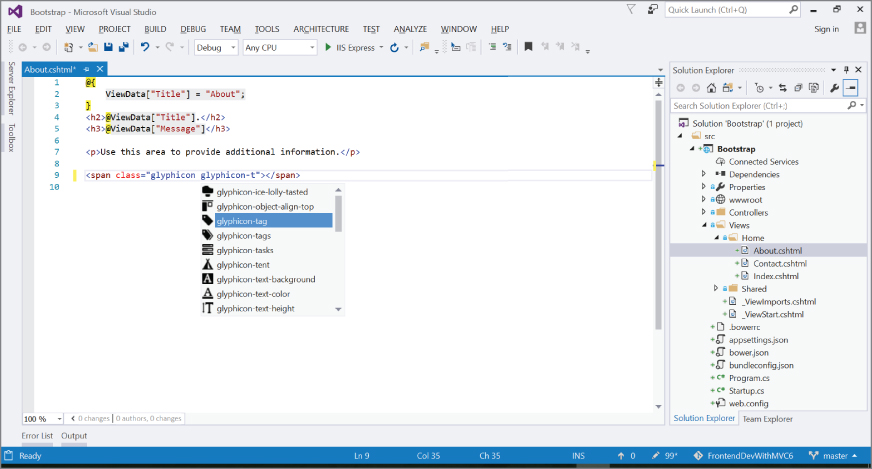 Bootstrap - Microsoft Visual Studio
Quick Launch (Ctrl+Q)
FILE EDIT VIEW PROJECT BUILD DEBUG TEAM TOOLS ARCHITECTURE TEST ANALYZE WINDOW HELP
Sign in
Debug Any CPU IIS Express
Server Explorer
Toolbox
About.cshtml*
1 @{
2 ViewData["Title"] = "About";
3 }
4 <h2>@ViewData["Title"].</h2>
5 <h3>@ViewData["Message"]</h3>
6
7 <p>Use this area to provide additional information.</p>
8
9 <span class="glyphicon glyphicon-t"></span>
10
glyphicon-ice-lolly-tasted
glyphicon-object-align-top
glyphicon-tag
glyphicon-tags
glyphicon-tasks
glyphicon-tent
glyphicon-text-background
glyphicon-text-color
glyphicon-text-height
100 %
0 changes | 0 authors, 0 changes
Solution Explorer
Search Solution Explorer (Ctrl+;)
Solution 'Bootstrap' (1 project)
src
Bootstrap
Connected Services
Dependencies
Properties
wwwroot
Controllers
Views
Home
About.cshtml
Contact.cshtml
Index.cshtml
Shared
_ViewImports.cshtml
_ViewStart.cshtml
.bowerrc
appsettings.json
bower.json
bundleconfig.json
Program.cs
Startup.cs
web.config
Solution Explorer Team Explorer
Error List Output
Ready Ln 9 Col 35 Ch 35 INS 0 99* FrontendDevWithMVC6 master